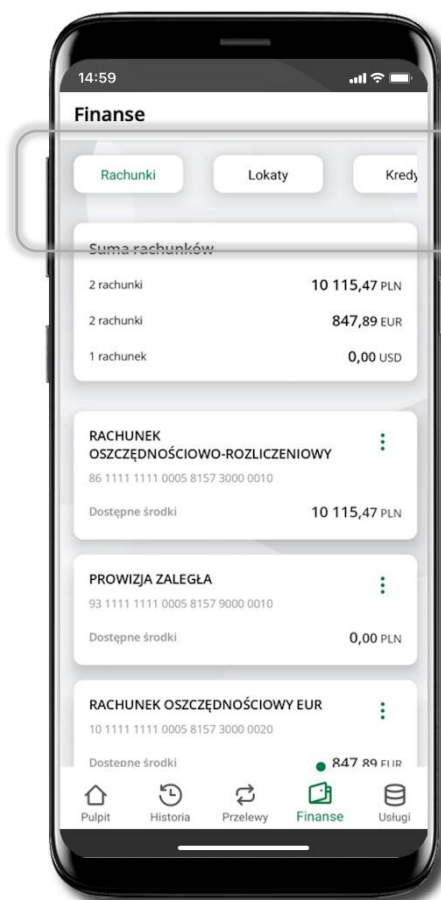 14:59
Finanse
Rachunki Lokaty Kredy
Suma rachunków
2 rachunki 10 115,47 PLN
2 rachunki 847,89 EUR
1 rachunek 0,00 USD
RACHUNEK
OSZCZĘDNOŚCIOWO-ROZLICZENIOWY
86 1111 1111 0005 8157 3000 0010
Dostępne środki 10 115,47 PLN
PROWIZJA ZALEGŁA
93 1111 1111 0005 8157 9000 0010
Dostępne środki 0,00 PLN
RACHUNEK OSZCZĘDNOŚCIOWY EUR
10 1111 1111 0005 8157 3000 0020
Dostępne środki 847,89 EUR
Pulpit Historia Przelewy Finanse Usługi